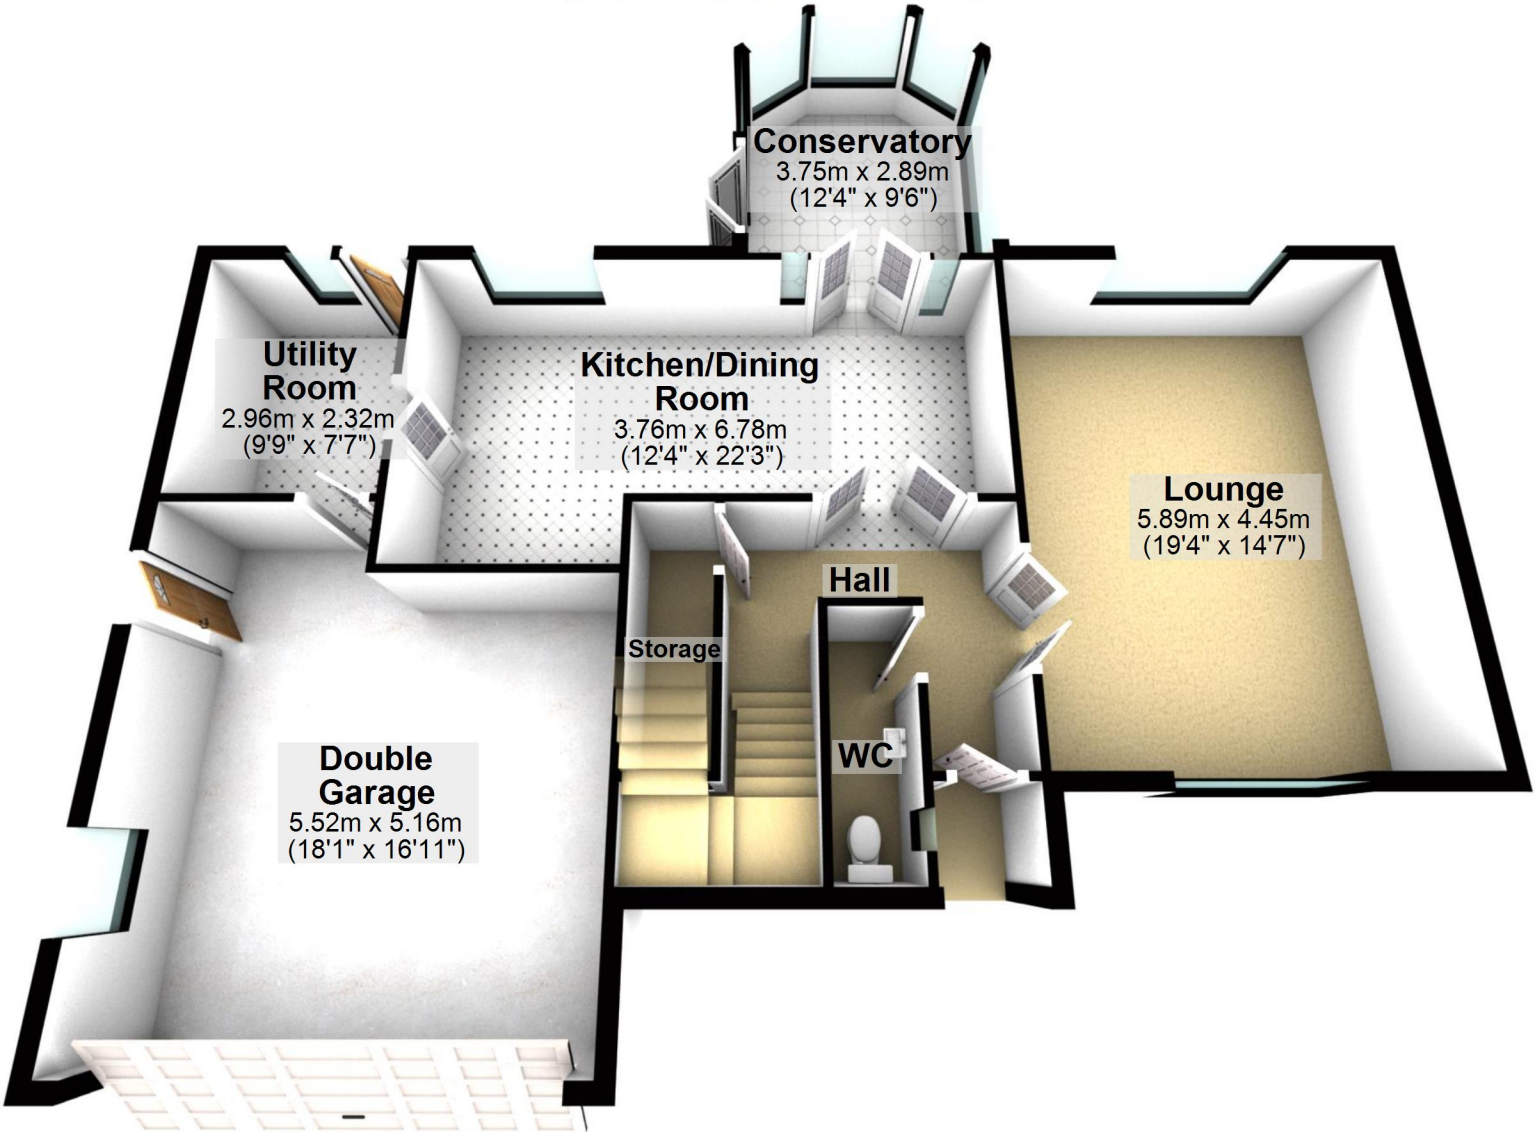 Conservatory
3.75m x 2.89m
(12'4" x 9'6")
Utility
Room
2.96m x 2.32m
(9'9" x 7'7")
Kitchen/Dining
Room
3.76m x 6.78m
(12'4" x 22'3")
Lounge
5.89m x 4.45m
(19'4" x 14'7")
Hall
Storage
WC
Double
Garage
5.52m x 5.16m
(18'1" x 16'11")